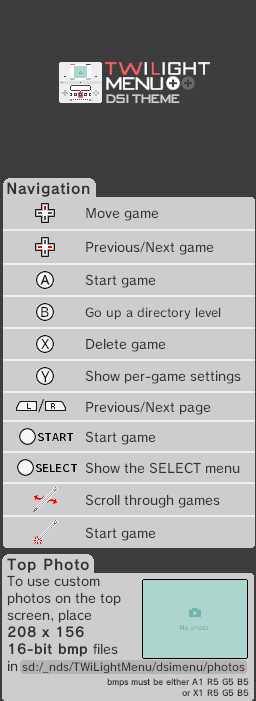 TWiLIGHT
MENU++
DSI THEME
Navigation
Move game
Previous/Next game
A Start game
B Go up a directory level
X Delete game
Y Show per-game settings
L/R Previous/Next page
START Start game
SELECT Show the SELECT menu
Scroll through games
Start game
Top Photo
To use custom
photos on the top
screen, place
208 x 156
16-bit bmp files
in sd:/_nds/TWiLightMenu/dsimenu/photos
No photo...
bmps must be either A1 R5 G5 B5
or X1 R5 G5 B5